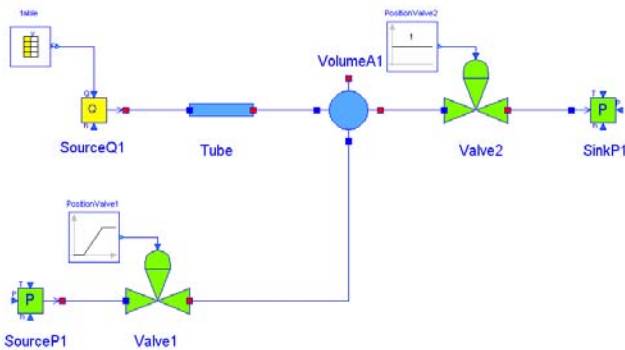 table
PositionValve2
1
VolumeA1
Q
Q
SourceQ1
Tube
Valve2
T
P
P
h
SinkP1
PositionValve1
T
P
P
h
SourceP1
Valve1